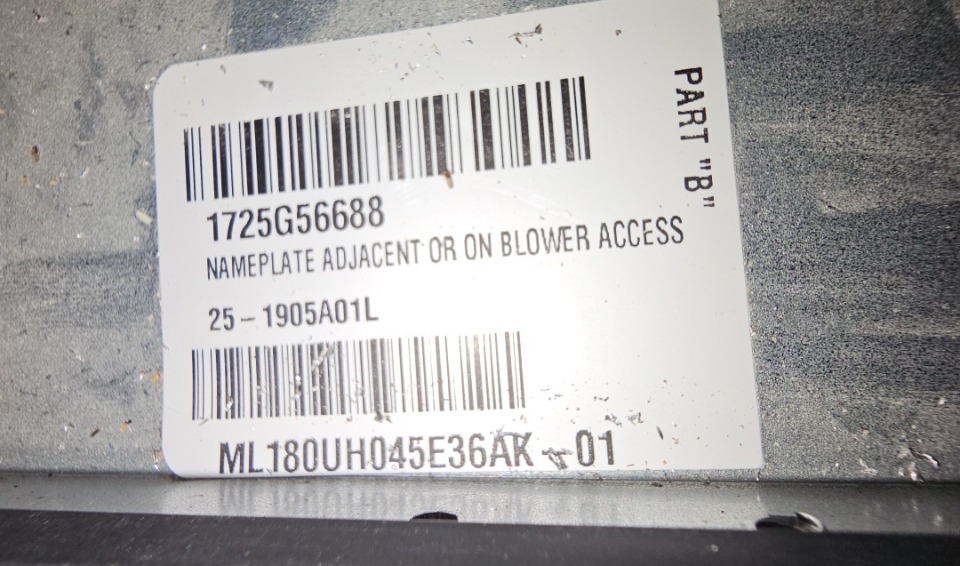 PART "B"
1725G56688
NAMEPLATE ADJACENT OR ON BLOWER ACCESS
25-1905A01L
ML180UH045E36AK-01